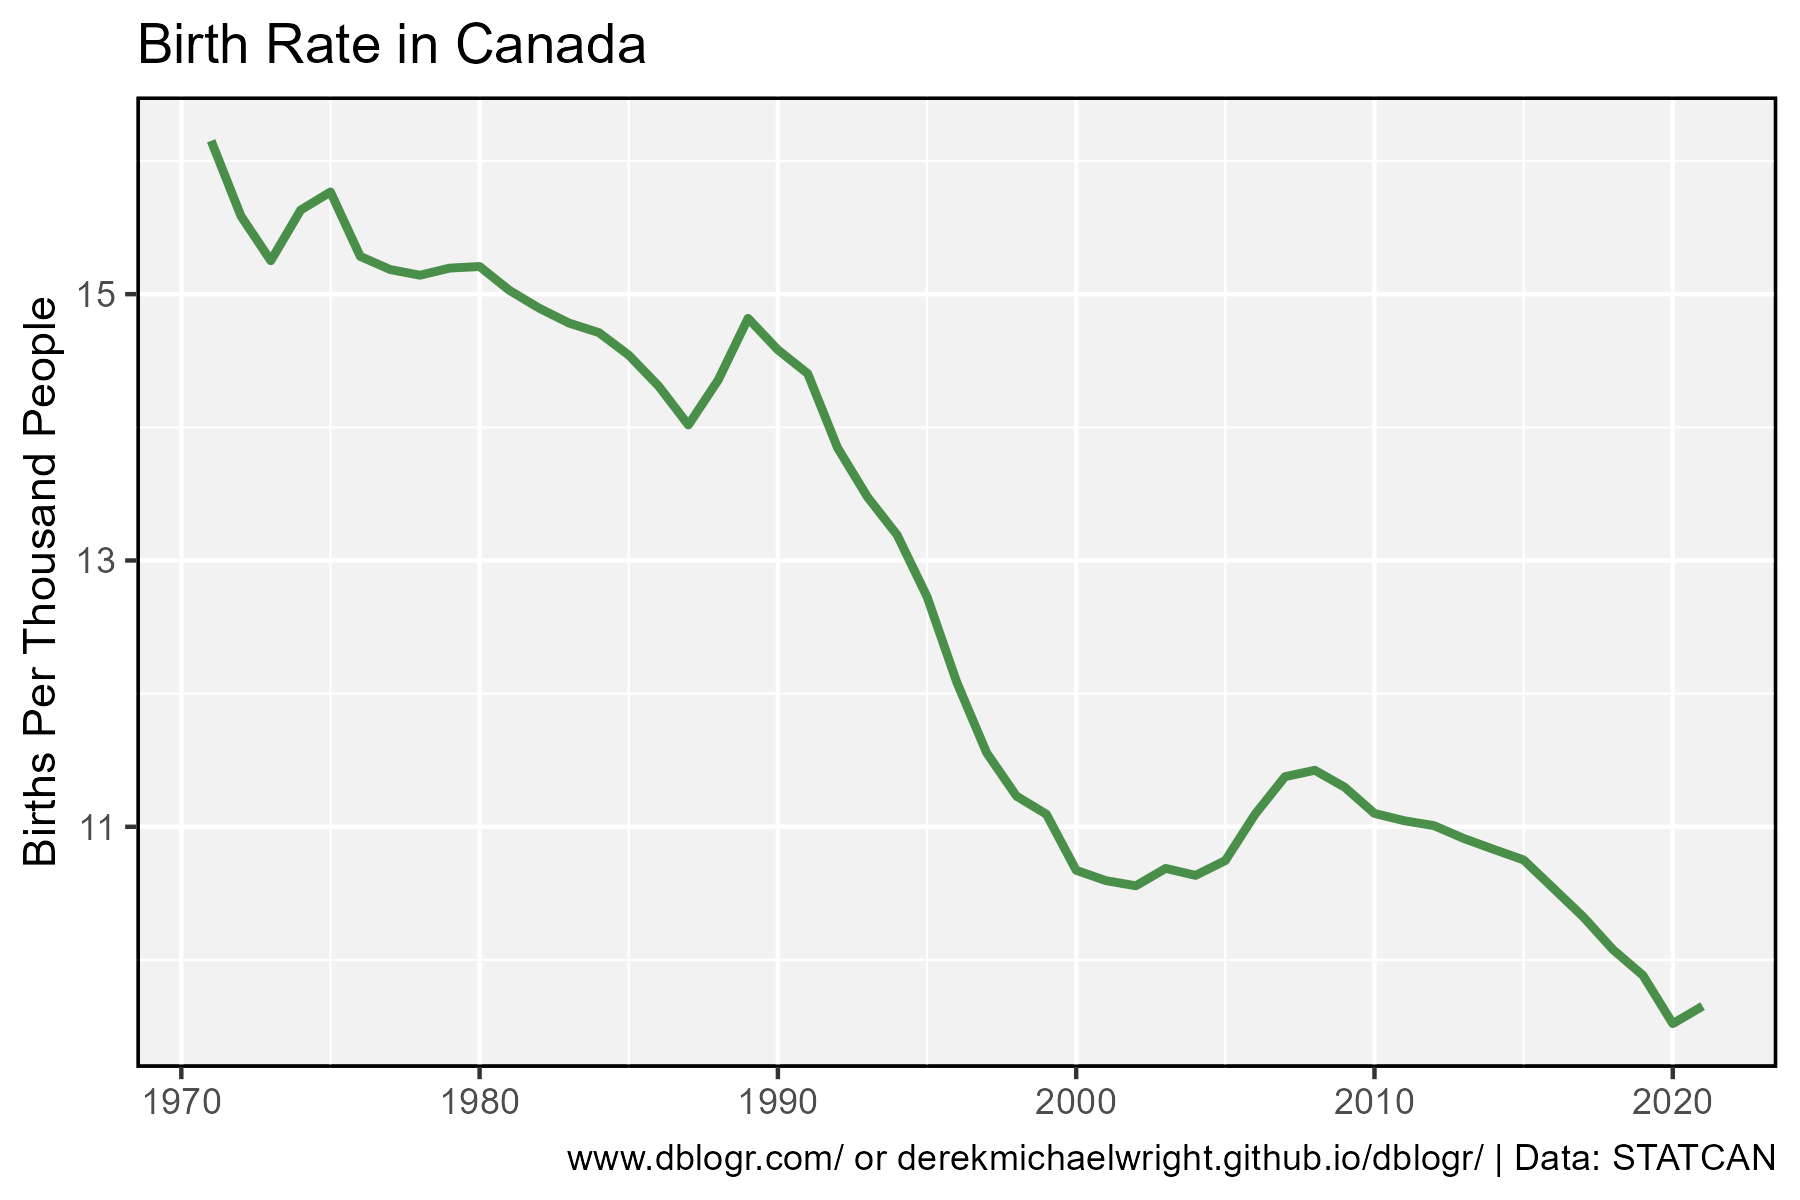 Birth Rate in Canada
Births Per Thousand People
15
13
11
1970 1980 1990 2000 2010 2020
www.dblogr.com/ or derekmichaelwright.github.io/dblogr/ | Data: STATCAN